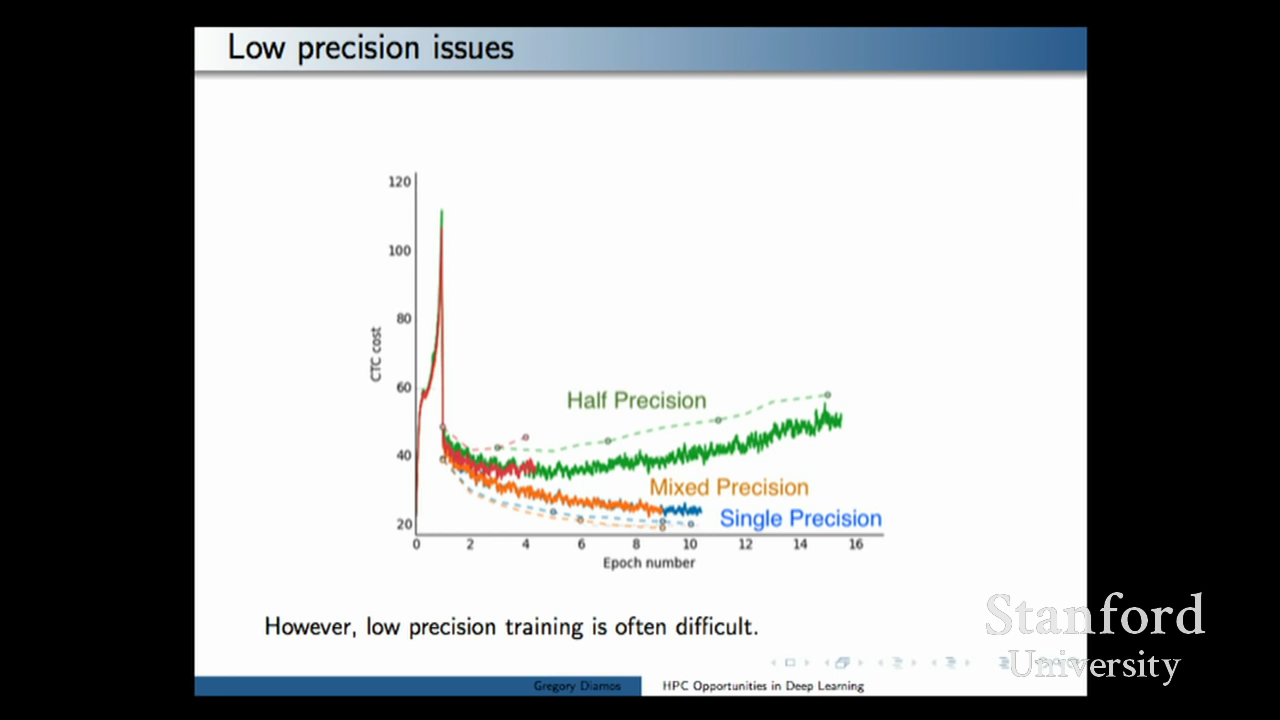 Low precision issues
120
100
80
60
40
20
CTC cost
Half Precision
Mixed Precision
Single Precision
0 2 4 6 8 10 12 14 16
Epoch number
However, low precision training is often difficult.
Stanford
University
Gregory Diamos
HPC Opportunities in Deep Learning